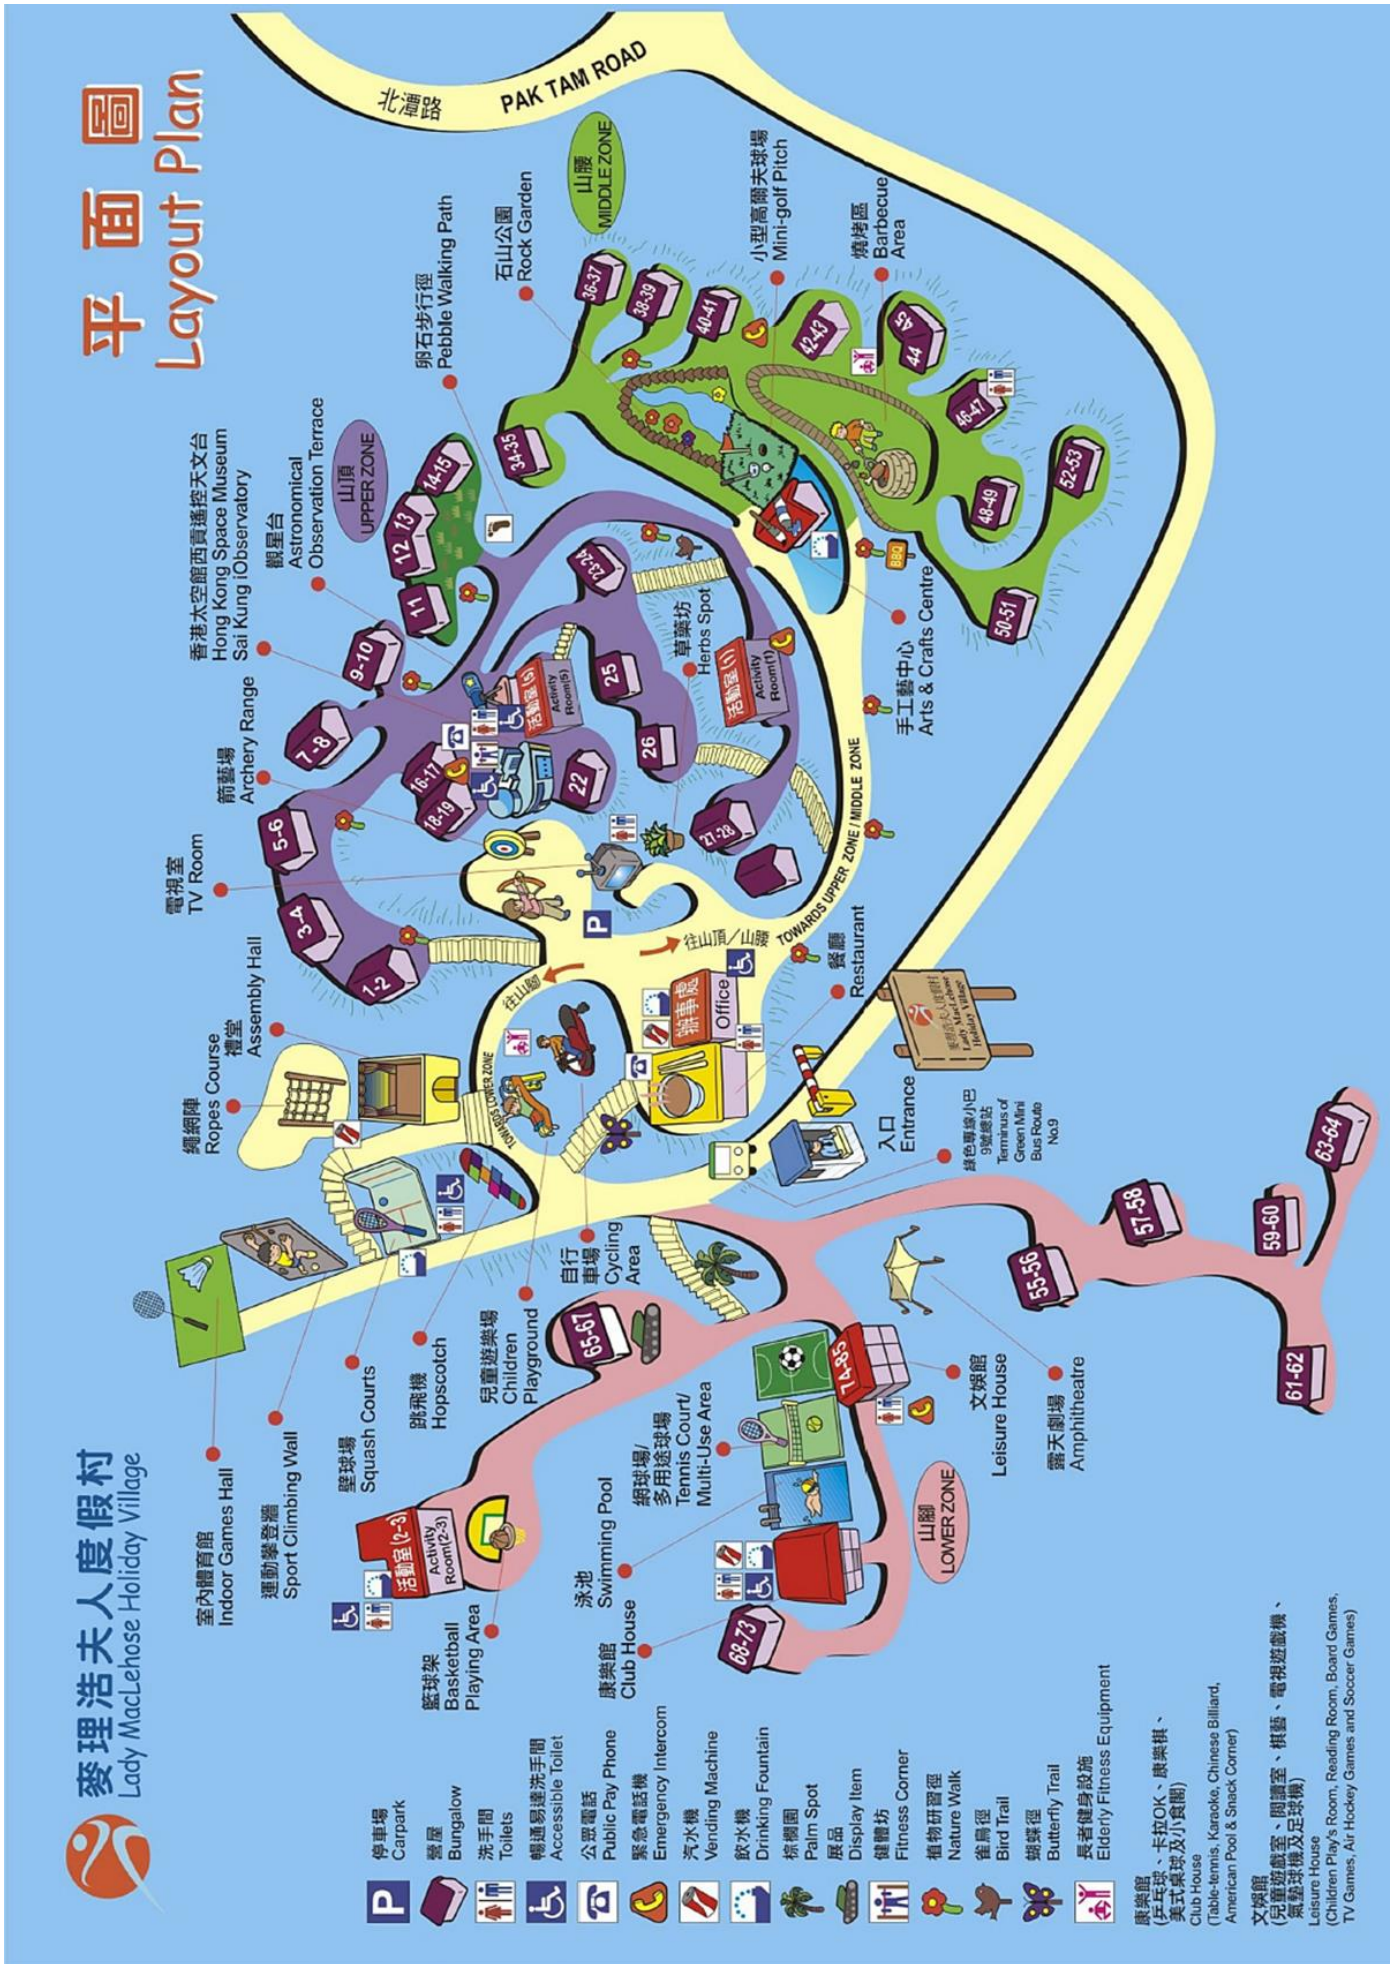 麥理浩夫人度假村
Lady MacLehose Holiday Village
平面圖
Layout Plan
北潭路
PAK TAM ROAD
室內體育館
Indoor Games Hall
運動攀登牆
Sport Climbing Wall
壁球場
Squash Courts
跳飛機
Hopscotch
兒童遊樂場
Children
Playground
自行
車場
Cycling
Area
繩網陣
Ropes Course
禮堂
Assembly Hall
電視室
TV Room
箭藝場
Archery Range
香港太空館西貢遙控天文台
Hong Kong Space Museum
Sai Kung iObservatory
觀星台
Astronomical
Observation Terrace
山頂
UPPPER ZONE
卵石步行徑
Pebble Walking Path
石山公園
Rock Garden
山腰
MIDDLE ZONE
小型高爾夫球場
Mini-golf Pitch
燒烤區
Barbecue
Area
手工藝中心
Arts & Crafts Centre
草藥坊
Herbs Spot
活動室(1)
Activity
Room(1)
活動室(5)
Activity
Room(5)
1-2
3-4
5-6
7-8
9-10
11
12
13
14-15
16-17
18-19
22
23-24
25
26
27-28
34-35
36-37
38-39
40-41
42-43
44
45
46-47
48-49
50-51
52-53
BBQ
P
往山腳
TOWARDS LOWER ZONE
往山頂／山腰
TOWARDS UPPER ZONE / MIDDLE ZONE
辦事處
Office
餐廳
Restaurant
麥理浩夫人度假村
Lady MacLehose
Holiday Village
入口
Entrance
綠色專線小巴
9號總站
Terminus of
Green Mini
Bus Route
No.9
活動室(2-3)
Activity
Room(2-3)
籃球架
Basketball
Playing Area
65-67
泳池
Swimming Pool
康樂館
Club House
網球場/
多用途球場
Tennis Court/
Multi-Use Area
68-73
74-85
山腳
LOWER ZONE
文娛館
Leisure House
露天劇場
Amphitheatre
55-56
57-58
59-60
61-62
63-64
P
停車場
Carpark
營屋
Bungalow
洗手間
Toilets
暢通易達洗手間
Accessible Toilet
公眾電話
Public Pay Phone
緊急電話機
Emergency Intercom
汽水機
Vending Machine
飲水機
Drinking Fountain
棕櫚園
Palm Spot
展品
Display Item
健體坊
Fitness Corner
植物研習徑
Nature Walk
雀鳥徑
Bird Trail
蝴蝶徑
Butterfly Trail
長者健身設施
Elderly Fitness Equipment
康樂館
(乒乓球、卡拉OK、康樂棋、
美式桌球及小食閣)
Club House
(Table-tennis, Karaoke, Chinese Billiard,
American Pool & Snack Corner)
文娛館
(兒童遊戲室、閱讀室、棋藝、電視遊戲機、
氣墊球機及足球機)
Leisure House
(Children Play's Room, Reading Room, Board Games,
TV Games, Air Hockey Games and Soccer Games)